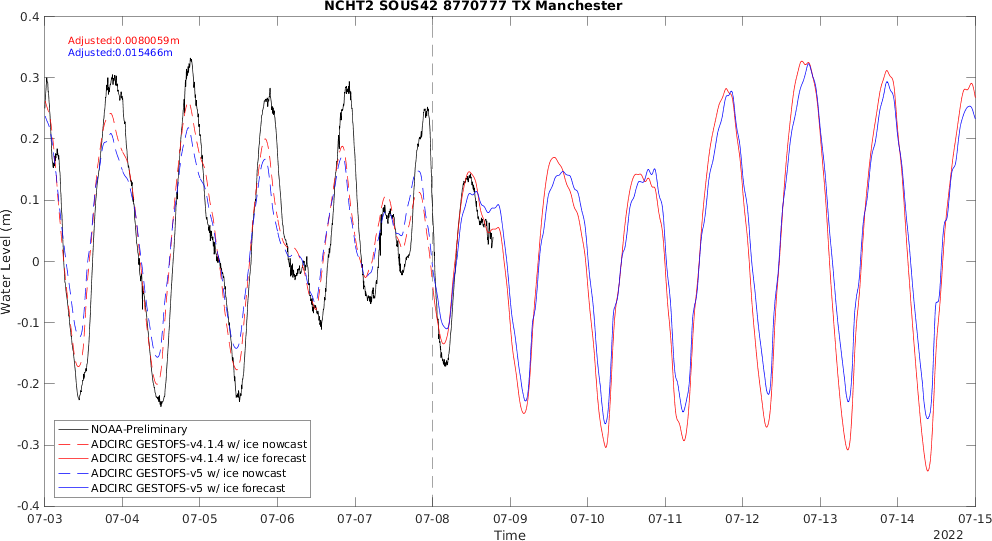 NCHT2 SOUS42 8770777 TX Manchester
Adjusted:0.0080059m
Adjusted:0.015466m
0.4
0.3
0.2
0.1
0
-0.1
-0.2
-0.3
-0.4
Water Level (m)
NOAA-Preliminary
ADCIRC GESTOFS-v4.1.4 w/ ice nowcast
ADCIRC GESTOFS-v4.1.4 w/ ice forecast
ADCIRC GESTOFS-v5 w/ ice nowcast
ADCIRC GESTOFS-v5 w/ ice forecast
07-03 07-04 07-05 07-06 07-07 07-08 07-09 07-10 07-11 07-12 07-13 07-14 07-15
Time
2022